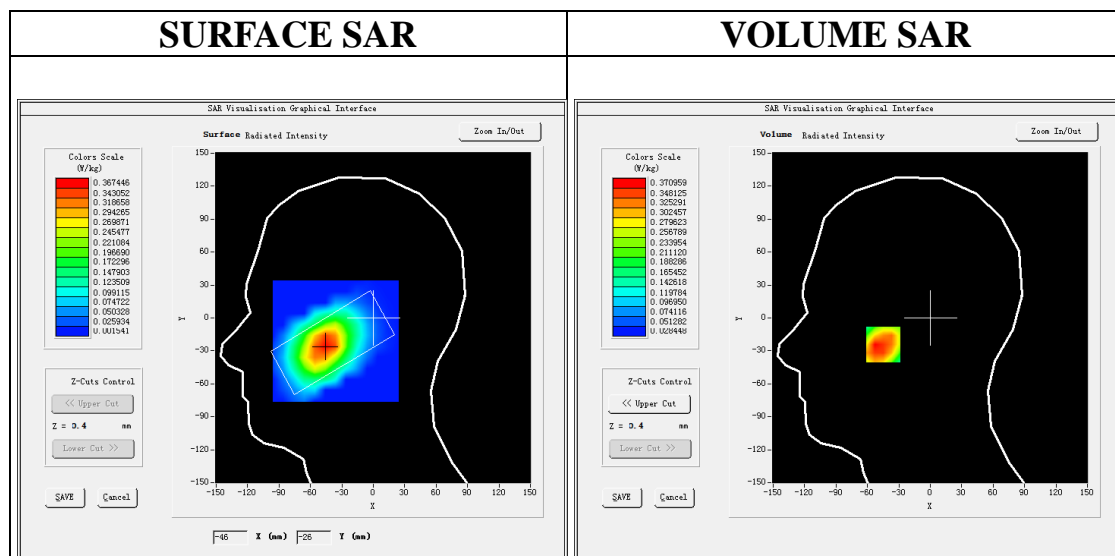 SURFACE SAR
VOLUME SAR
SAR Visualisation Graphical Interface
Surface Radiated Intensity
Zoom In/Out
Colors Scale
(W/kg)
0.367446
0.343052
0.318658
0.294265
0.269871
0.245477
0.221084
0.196690
0.172296
0.147903
0.123509
0.099115
0.074722
0.050328
0.025934
0.001541
Z-Cuts Control
<< Upper Cut
Z = 0.4 mm
Lower Cut >>
SAVE
Cancel
150
120
90
60
30
0
-30
-60
-90
-120
-150
Y
-150 -120 -90 -60 -30 0 30 60 90 120 150
X
-46 X (mm) -26 Y (mm)
SAR Visualisation Graphical Interface
Volume Radiated Intensity
Zoom In/Out
Colors Scale
(W/kg)
0.370959
0.348125
0.325291
0.302457
0.279623
0.256789
0.233954
0.211120
0.188286
0.165452
0.142618
0.119784
0.096950
0.074116
0.051282
0.028448
Z-Cuts Control
<< Upper Cut
Z = 0.4 mm
Lower Cut >>
SAVE
Cancel
150
120
90
60
30
0
-30
-60
-90
-120
-150
Y
-150 -120 -90 -60 -30 0 30 60 90 120 150
X